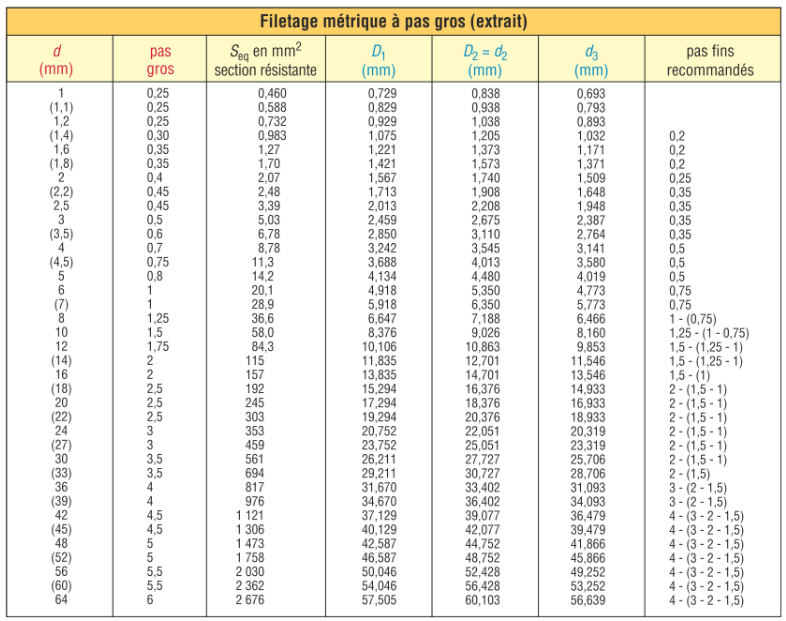 Filetage métrique à pas gros (extrait)
d (mm) pas gros Seq en mm² section résistante D1 (mm) D2 = d2 (mm) d3 (mm) pas fins recommandés
1 0,25 0,460 0,729 0,838 0,693
(1,1) 0,25 0,588 0,829 0,938 0,793
1,2 0,25 0,732 0,929 1,038 0,893
(1,4) 0,30 0,983 1,075 1,205 1,032 0,2
1,6 0,35 1,27 1,221 1,373 1,171 0,2
(1,8) 0,35 1,70 1,421 1,573 1,371 0,2
2 0,4 2,07 1,567 1,740 1,509 0,25
(2,2) 0,45 2,48 1,713 1,908 1,648 0,35
2,5 0,45 3,39 2,013 2,208 1,948 0,35
3 0,5 5,03 2,459 2,675 2,387 0,35
(3,5) 0,6 6,78 2,850 3,110 2,764 0,35
4 0,7 8,78 3,242 3,545 3,141 0,5
(4,5) 0,75 11,3 3,688 4,013 3,580 0,5
5 0,8 14,2 4,134 4,480 4,019 0,5
6 1 20,1 4,918 5,350 4,773 0,75
(7) 1 28,9 5,918 6,350 5,773 0,75
8 1,25 36,6 6,647 7,188 6,466 1 - (0,75)
10 1,5 58,0 8,376 9,026 8,160 1,25 - (1 - 0,75)
12 1,75 84,3 10,106 10,863 9,853 1,5 - (1,25 - 1)
(14) 2 115 11,835 12,701 11,546 1,5 - (1,25 - 1)
16 2 157 13,835 14,701 13,546 1,5 - (1)
(18) 2,5 192 15,294 16,376 14,933 2 - (1,5 - 1)
20 2,5 245 17,294 18,376 16,933 2 - (1,5 - 1)
(22) 2,5 303 19,294 20,376 18,933 2 - (1,5 - 1)
24 3 353 20,752 22,051 20,319 2 - (1,5 - 1)
(27) 3 459 23,752 25,051 23,319 2 - (1,5 - 1)
30 3,5 561 26,211 27,727 25,706 2 - (1,5 - 1)
(33) 3,5 694 29,211 30,727 28,706 2 - (1,5)
36 4 817 31,670 33,402 31,093 3 - (2 - 1,5)
(39) 4 976 34,670 36,402 34,093 3 - (2 - 1,5)
42 4,5 1 121 37,129 39,077 36,479 4 - (3 - 2 - 1,5)
(45) 4,5 1 306 40,129 42,077 39,479 4 - (3 - 2 - 1,5)
48 5 1 473 42,587 44,752 41,866 4 - (3 - 2 - 1,5)
(52) 5 1 758 46,587 48,752 45,866 4 - (3 - 2 - 1,5)
56 5,5 2 030 50,046 52,428 49,252 4 - (3 - 2 - 1,5)
(60) 5,5 2 362 54,046 56,428 53,252 4 - (3 - 2 - 1,5)
64 6 2 676 57,505 60,103 56,639 4 - (3 - 2 - 1,5)